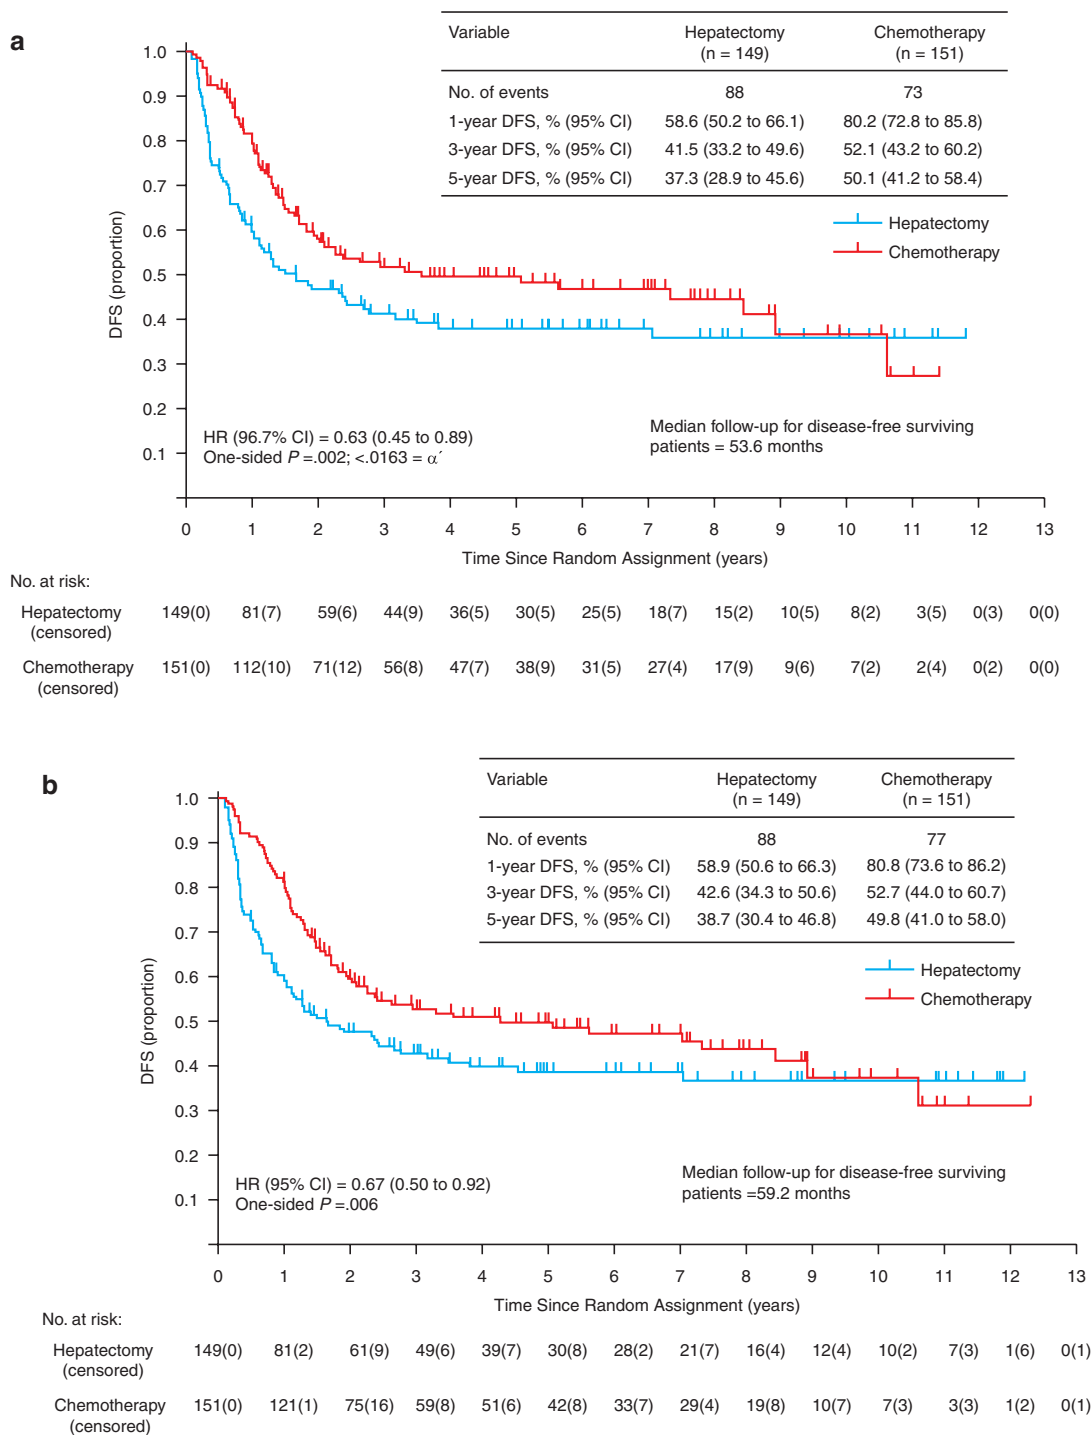 a
Variable Hepatectomy (n = 149) Chemotherapy (n = 151)
No. of events 88 73
1-year DFS, % (95% CI) 58.6 (50.2 to 66.1) 80.2 (72.8 to 85.8)
3-year DFS, % (95% CI) 41.5 (33.2 to 49.6) 52.1 (43.2 to 60.2)
5-year DFS, % (95% CI) 37.3 (28.9 to 45.6) 50.1 (41.2 to 58.4)
Hepatectomy
Chemotherapy
DFS (proportion)
1.0
0.9
0.8
0.7
0.6
0.5
0.4
0.3
0.2
0.1
HR (96.7% CI) = 0.63 (0.45 to 0.89)
One-sided P =.002; <.0163 = α´
Median follow-up for disease-free surviving
patients = 53.6 months
0 1 2 3 4 5 6 7 8 9 10 11 12 13
Time Since Random Assignment (years)
No. at risk:
Hepatectomy (censored) 149(0) 81(7) 59(6) 44(9) 36(5) 30(5) 25(5) 18(7) 15(2) 10(5) 8(2) 3(5) 0(3) 0(0)
Chemotherapy (censored) 151(0) 112(10) 71(12) 56(8) 47(7) 38(9) 31(5) 27(4) 17(9) 9(6) 7(2) 2(4) 0(2) 0(0)
b
Variable Hepatectomy (n = 149) Chemotherapy (n = 151)
No. of events 88 77
1-year DFS, % (95% CI) 58.9 (50.6 to 66.3) 80.8 (73.6 to 86.2)
3-year DFS, % (95% CI) 42.6 (34.3 to 50.6) 52.7 (44.0 to 60.7)
5-year DFS, % (95% CI) 38.7 (30.4 to 46.8) 49.8 (41.0 to 58.0)
Hepatectomy
Chemotherapy
DFS (proportion)
1.0
0.9
0.8
0.7
0.6
0.5
0.4
0.3
0.2
0.1
HR (95% CI) = 0.67 (0.50 to 0.92)
One-sided P =.006
Median follow-up for disease-free surviving
patients =59.2 months
0 1 2 3 4 5 6 7 8 9 10 11 12 13
Time Since Random Assignment (years)
No. at risk:
Hepatectomy (censored) 149(0) 81(2) 61(9) 49(6) 39(7) 30(8) 28(2) 21(7) 16(4) 12(4) 10(2) 7(3) 1(6) 0(1)
Chemotherapy (censored) 151(0) 121(1) 75(16) 59(8) 51(6) 42(8) 33(7) 29(4) 19(8) 10(7) 7(3) 3(3) 1(2) 0(1)